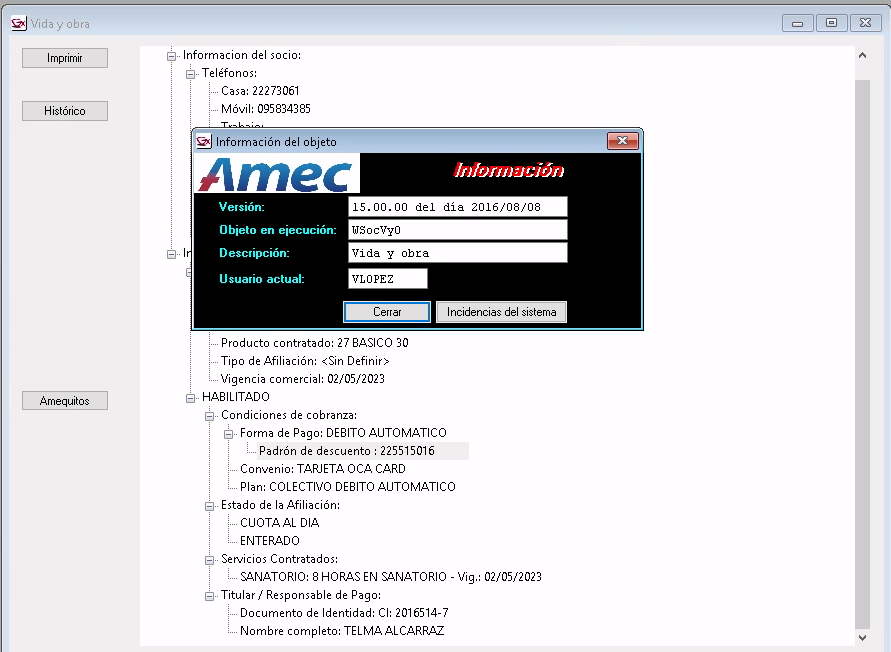 Vida y obra
Imprimir
Histórico
Amequitos
Informacion del socio:
Teléfonos:
Casa: 22273061
Móvil: 095834385
Trabajo:
Información del objeto
Amec
Información
Versión: 15.00.00 del día 2016/08/08
Objeto en ejecución: WSocVyO
Descripción: Vida y obra
Usuario actual: VLOPEZ
Cerrar
Incidencias del sistema
Producto contratado: 27 BASICO 30
Tipo de Afiliación: <Sin Definir>
Vigencia comercial: 02/05/2023
HABILITADO
Condiciones de cobranza:
Forma de Pago: DEBITO AUTOMATICO
Padrón de descuento : 225515016
Convenio: TARJETA OCA CARD
Plan: COLECTIVO DEBITO AUTOMATICO
Estado de la Afiliación:
CUOTA AL DIA
ENTERADO
Servicios Contratados:
SANATORIO: 8 HORAS EN SANATORIO - Vig.: 02/05/2023
Titular / Responsable de Pago:
Documento de Identidad: CI: 2016514-7
Nombre completo: TELMA ALCARRAZ